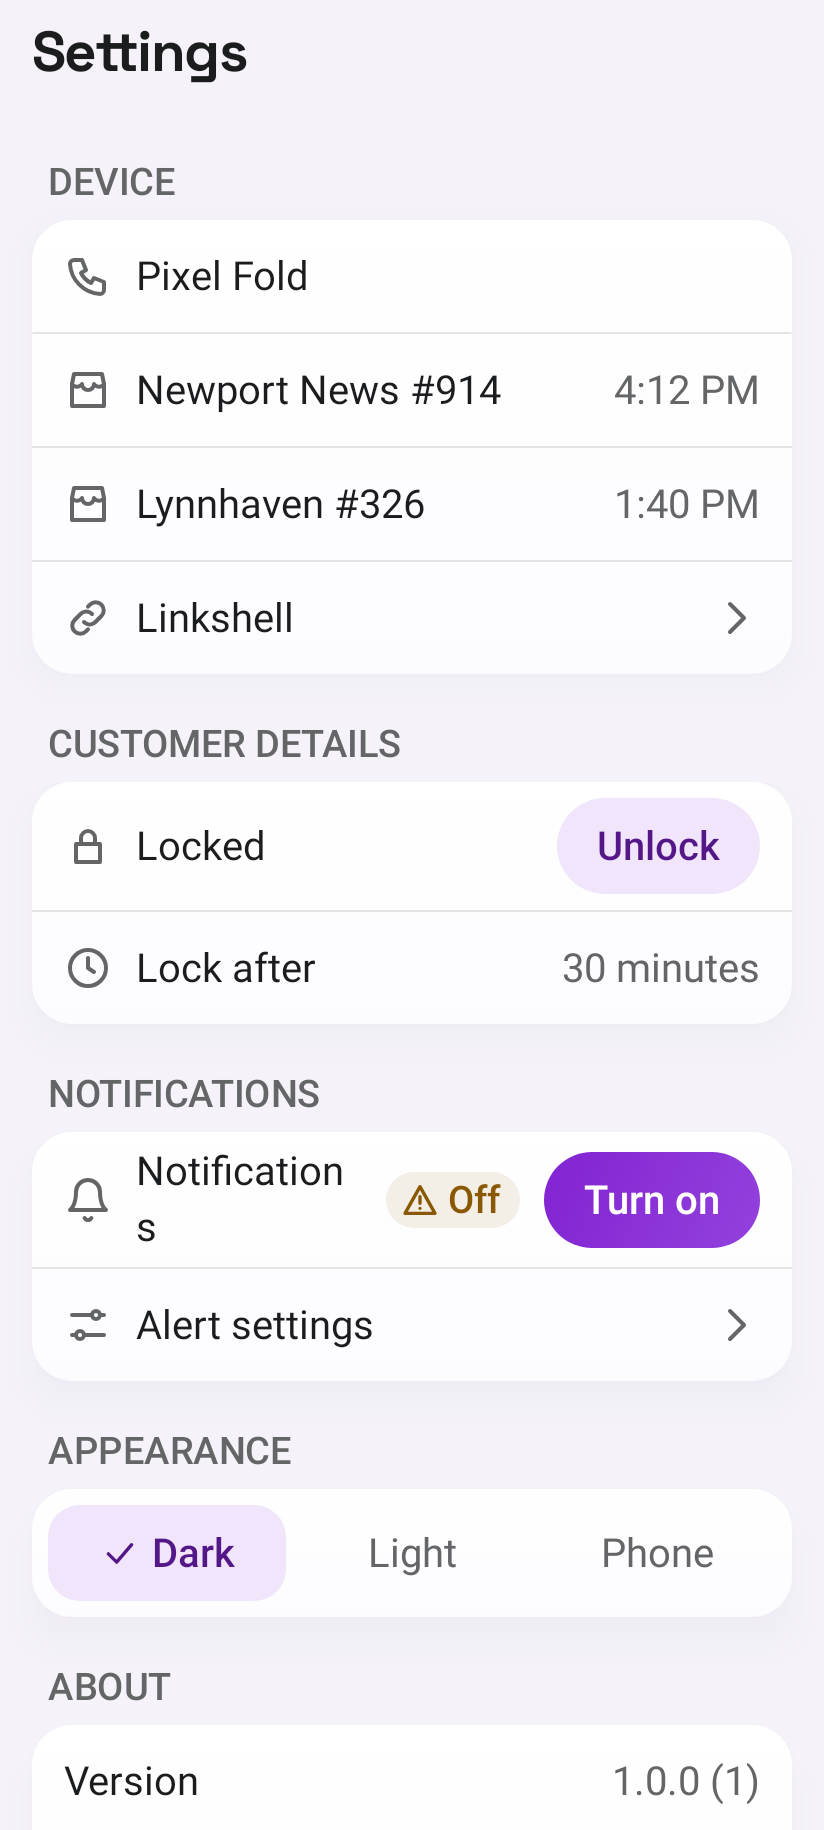 Settings
DEVICE
Pixel Fold
Newport News #914 4:12 PM
Lynnhaven #326 1:40 PM
Linkshell
CUSTOMER DETAILS
Locked Unlock
Lock after 30 minutes
NOTIFICATIONS
Notification
s
Off Turn on
Alert settings
APPEARANCE
Dark Light Phone
ABOUT
Version 1.0.0 (1)